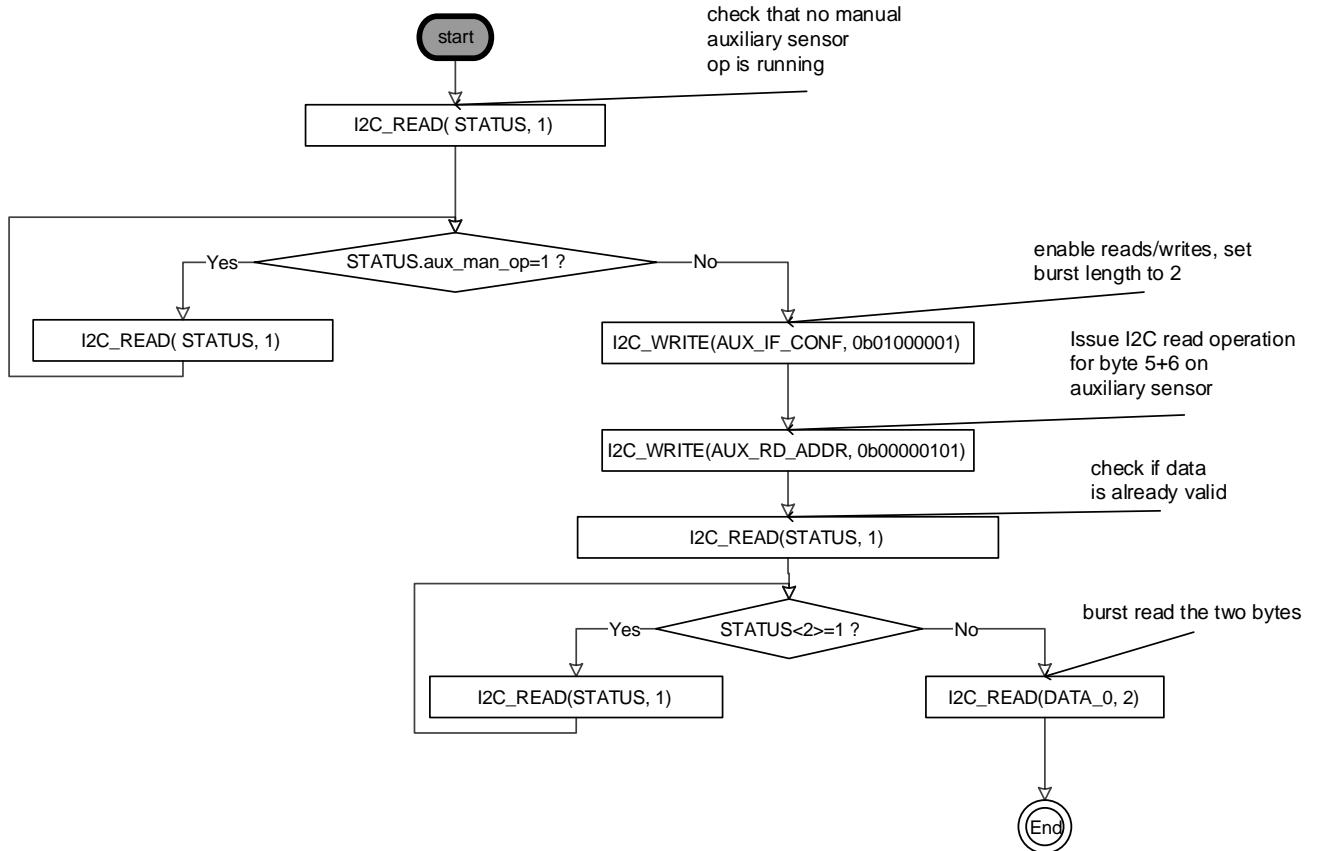 check that no manual
auxiliary sensor
op is running
start
I2C_READ( STATUS, 1)
STATUS.aux_man_op=1 ?
Yes
No
I2C_READ( STATUS, 1)
enable reads/writes, set
burst length to 2
I2C_WRITE(AUX_IF_CONF, 0b01000001)
Issue I2C read operation
for byte 5+6 on
auxiliary sensor
I2C_WRITE(AUX_RD_ADDR, 0b00000101)
check if data
is already valid
I2C_READ(STATUS, 1)
STATUS<2>=1 ?
Yes
No
burst read the two bytes
I2C_READ(STATUS, 1)
I2C_READ(DATA_0, 2)
End